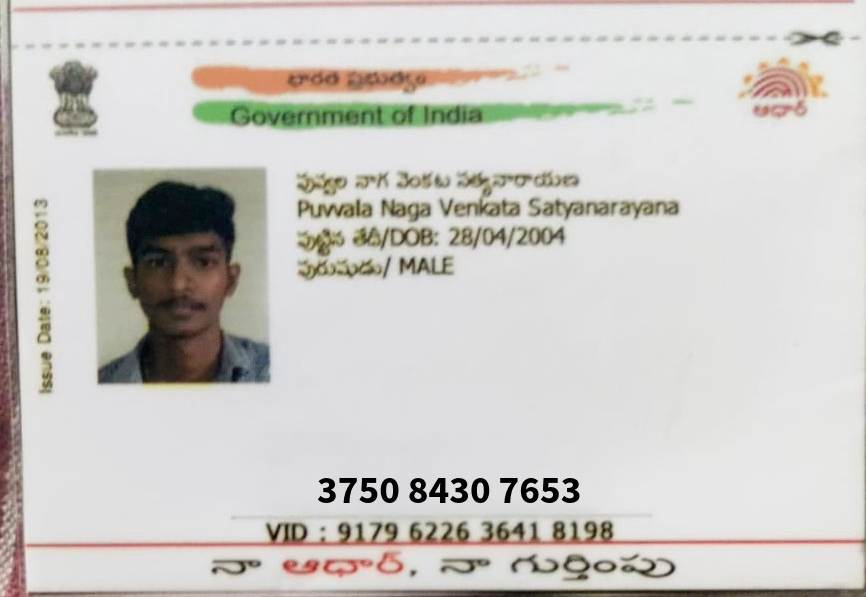 భారత ప్రభుత్వం
Government of India
ఆధార్
Issue Date: 19/08/2013
పువ్వల నాగ వెంకట సత్యనారాయణ
Puvvala Naga Venkata Satyanarayana
పుట్టిన తేదీ/DOB: 28/04/2004
పురుషుడు/ MALE
3750 8430 7653
VID : 9179 6226 3641 8198
నా ఆధార్, నా గుర్తింపు